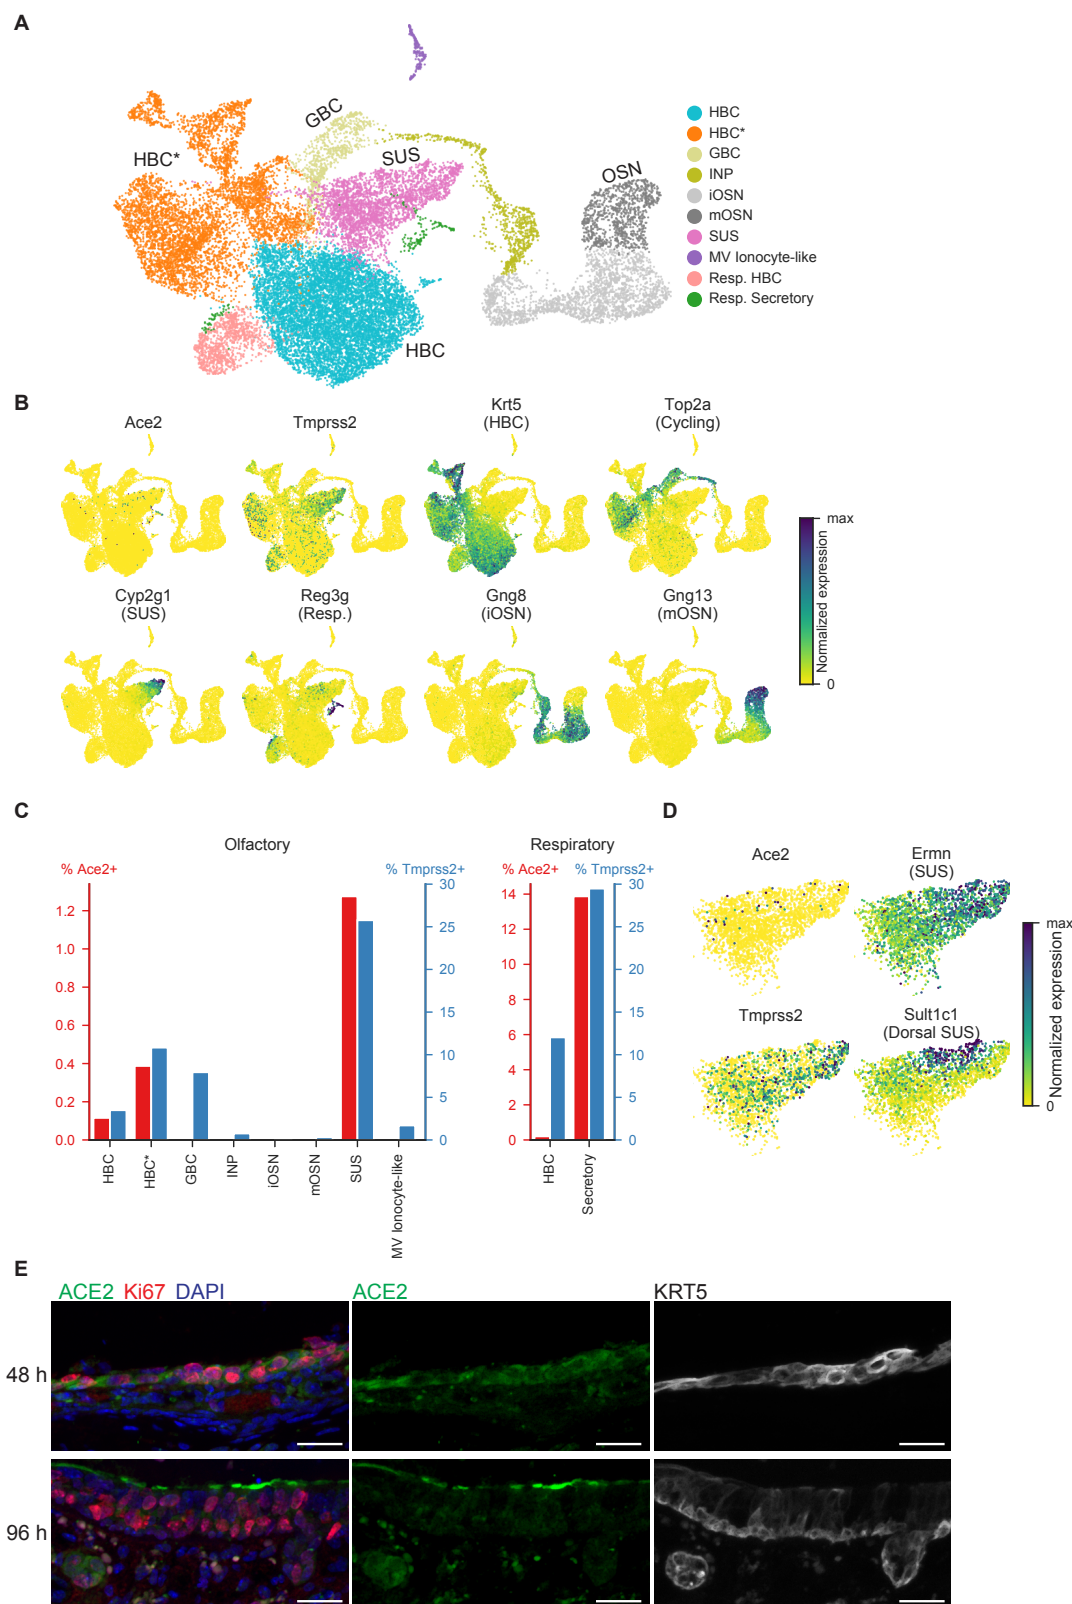 A
GBC
HBC*
SUS
OSN
HBC
HBC
HBC*
GBC
INP
iOSN
mOSN
SUS
MV Ionocyte-like
Resp. HBC
Resp. Secretory
B
Ace2
Tmprss2
Krt5
(HBC)
Top2a
(Cycling)
Cyp2g1
(SUS)
Reg3g
(Resp.)
Gng8
(iOSN)
Gng13
(mOSN)
max
Normalized expression
0
C
Olfactory
% Ace2+
% Tmprss2+
1.2
1.0
0.8
0.6
0.4
0.2
0.0
30
25
20
15
10
5
0
HBC
HBC*
GBC
INP
iOSN
mOSN
SUS
MV Ionocyte-like
Respiratory
% Ace2+
% Tmprss2+
14
12
10
8
6
4
2
0
30
25
20
15
10
5
0
HBC
Secretory
D
Ace2
Ermn
(SUS)
Tmprss2
Sult1c1
(Dorsal SUS)
max
Normalized expression
0
E
ACE2 Ki67 DAPI
ACE2
KRT5
48 h
96 h